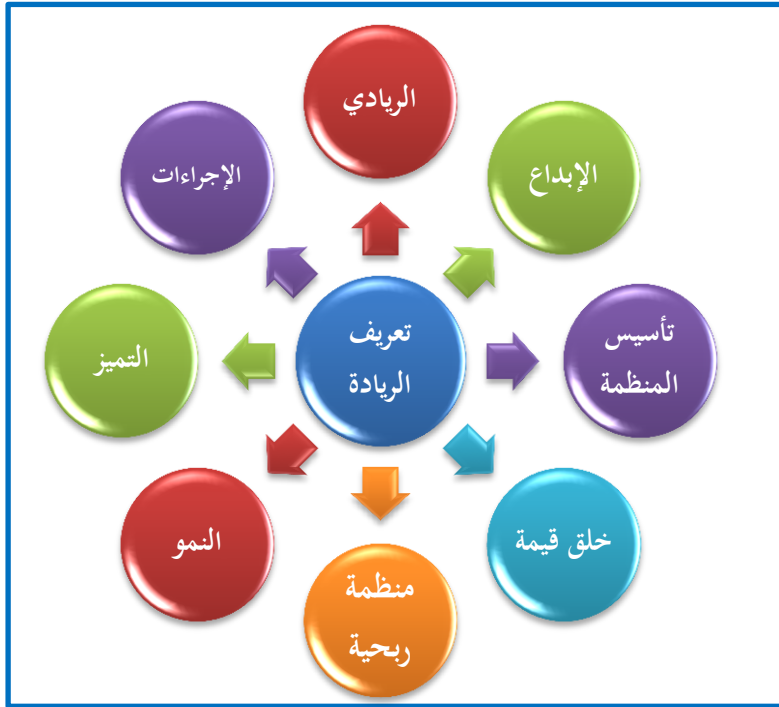 الريادي
الإبداع
تأسيس
المنظمة
خلق قيمة
منظمة
ربحية
النمو
التميز
الإجراءات
تعريف
الريادة